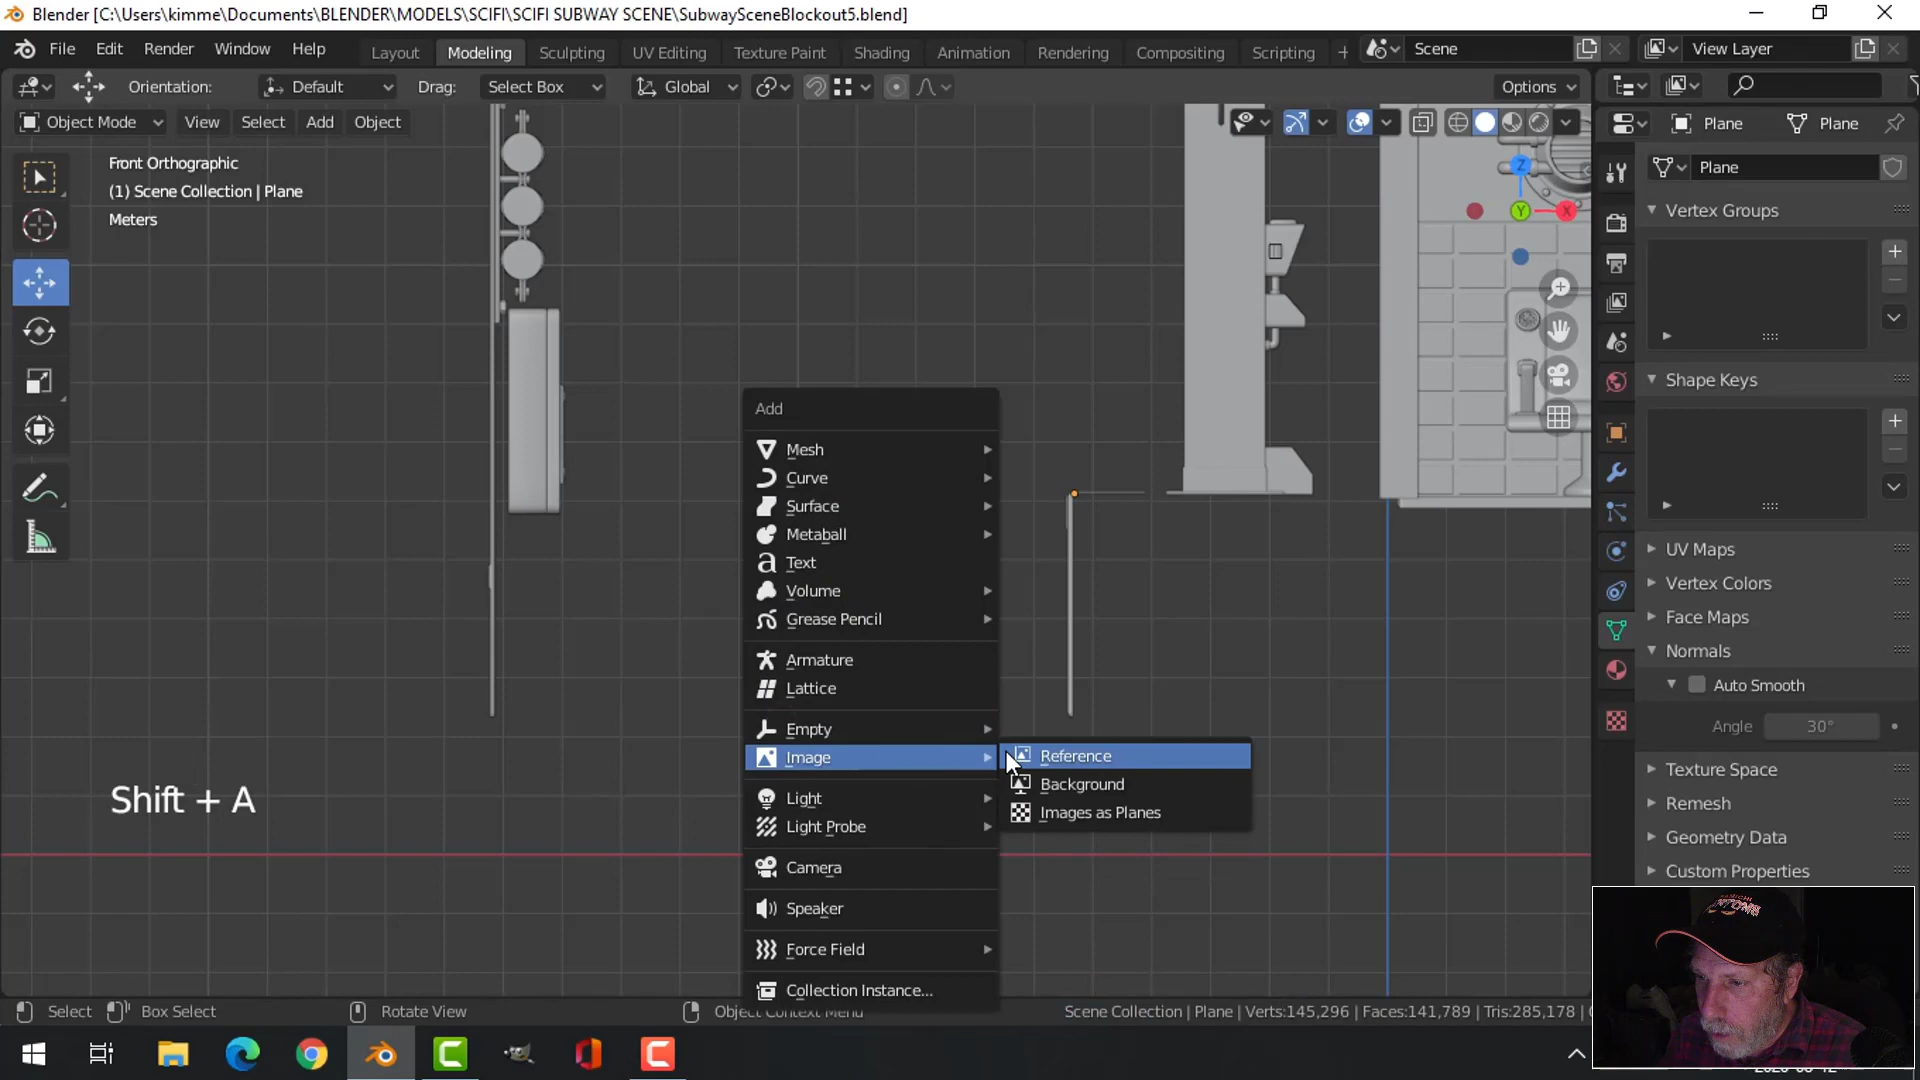 Blender [C:\Users\kimme\Documents\BLENDER\MODELS\SCIFI\SCIFI SUBWAY SCENE\SubwaySceneBlockout5.blend]
File Edit Render Window Help Layout Modeling Sculpting UV Editing Texture Paint Shading Animation Rendering Compositing Scripting + Scene View Layer
Orientation: Default Drag: Select Box Global Options
Object Mode View Select Add Object
Plane Plane
Front Orthographic
(1) Scene Collection | Plane
Meters
Z
Y
X
Plane
Vertex Groups
Shape Keys
UV Maps
Vertex Colors
Face Maps
Normals
Auto Smooth
Angle 30°
Texture Space
Remesh
Geometry Data
Custom Properties
Add
Mesh
Curve
Surface
Metaball
Text
Volume
Grease Pencil
Armature
Lattice
Empty
Image
Light
Light Probe
Camera
Speaker
Force Field
Collection Instance...
Reference
Background
Images as Planes
Shift + A
Select Box Select Rotate View Object Context Menu Scene Collection | Plane | Verts:145,296 | Faces:141,789 | Tris:285,178 |